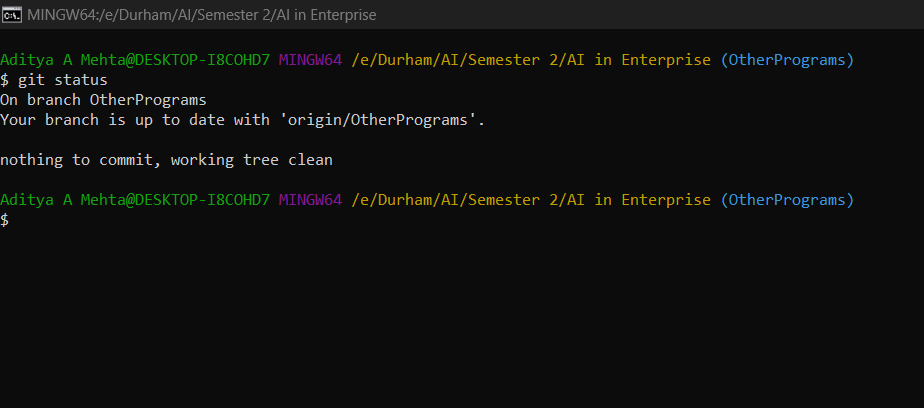 MINGW64:/e/Durham/AI/Semester 2/AI in Enterprise
Aditya A Mehta@DESKTOP-I8COHD7 MINGW64 /e/Durham/AI/Semester 2/AI in Enterprise (OtherPrograms)
$ git status
On branch OtherPrograms
Your branch is up to date with 'origin/OtherPrograms'.
nothing to commit, working tree clean
Aditya A Mehta@DESKTOP-I8COHD7 MINGW64 /e/Durham/AI/Semester 2/AI in Enterprise (OtherPrograms)
$